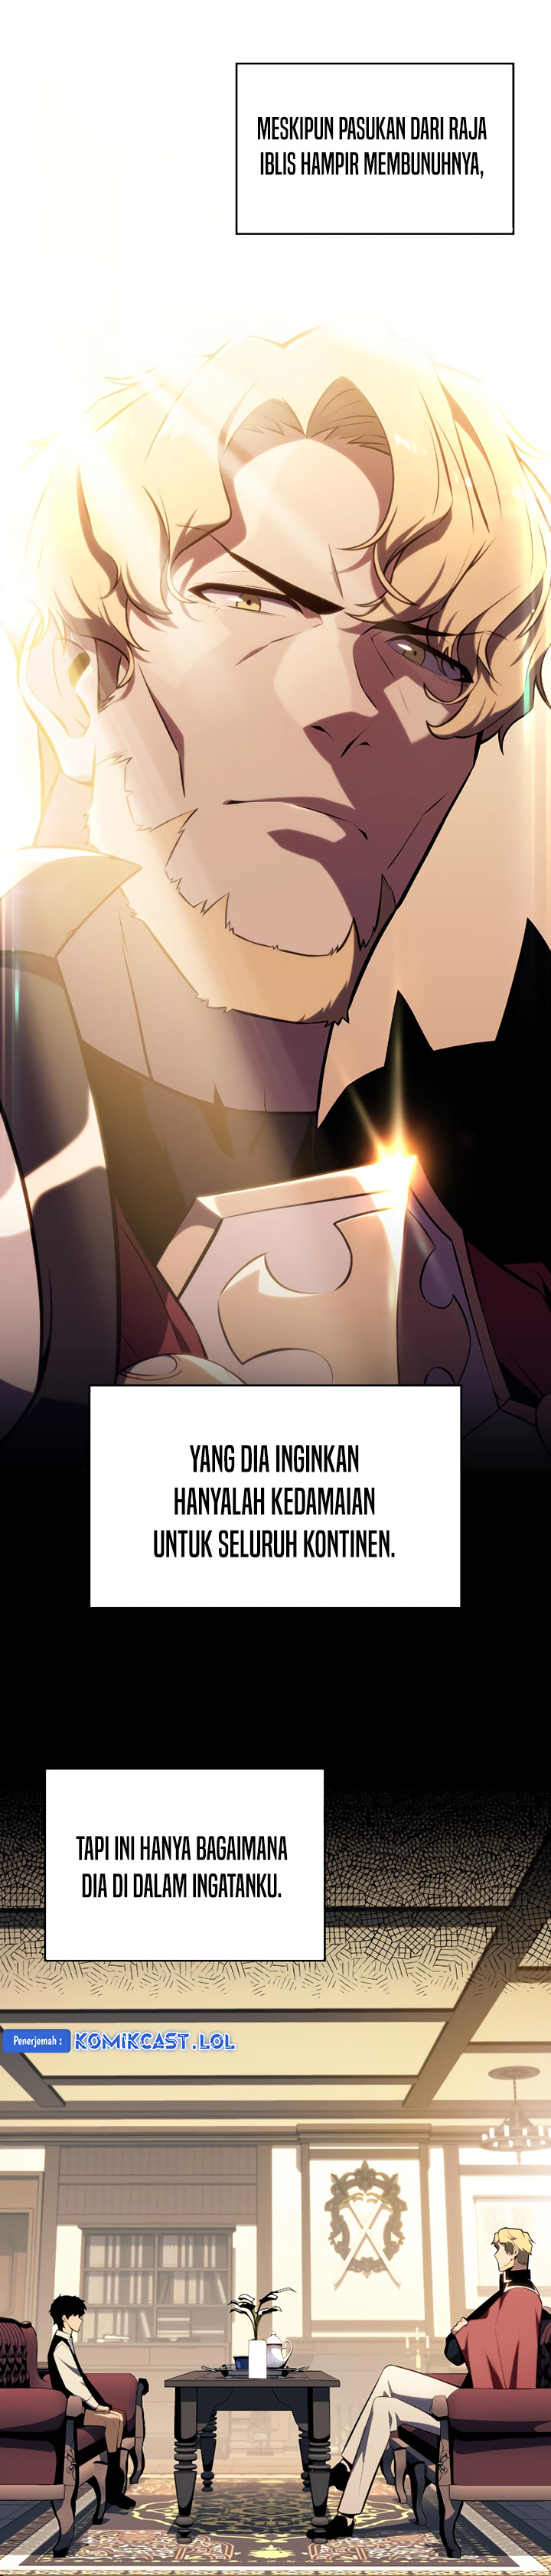 MESKIPUN PASUKAN DARI RAJA
IBLIS HAMPIR MEMBUNUHNYA,
YANG DIA INGINKAN
HANYALAH KEDAMAIAN
UNTUK SELURUH KONTINEN.
TAPI INI HANYA BAGAIMANA
DIA DI DALAM INGATANKU.
Penerjemah : KOMIKCAST.LOL